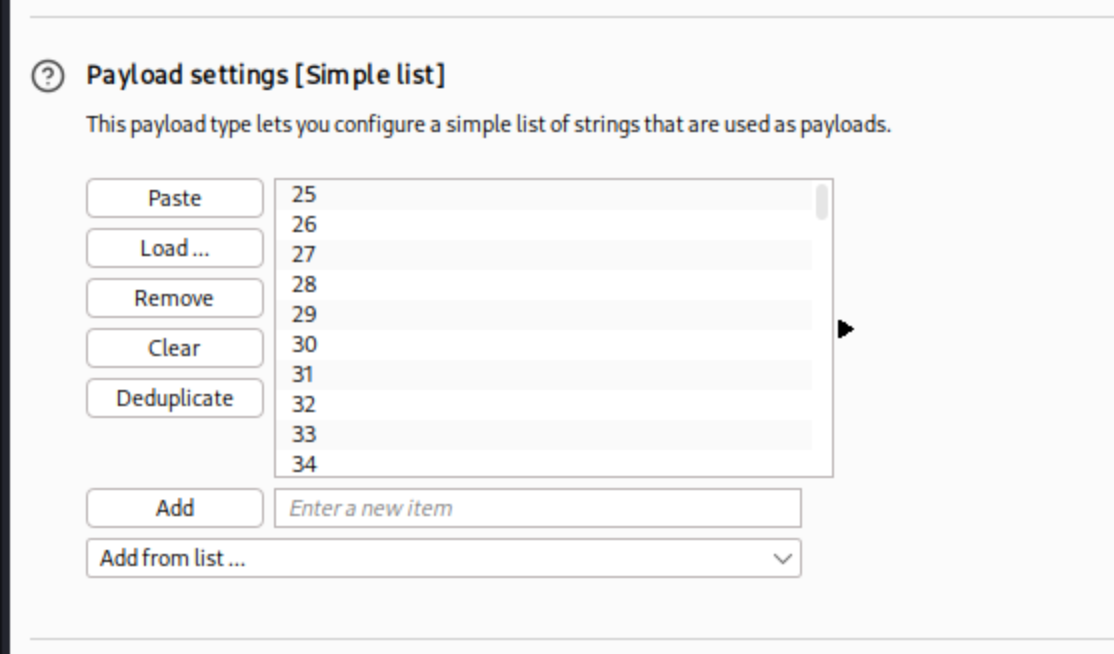 Payload settings [Simple list]
This payload type lets you configure a simple list of strings that are used as payloads.
Paste
Load ...
Remove
Clear
Deduplicate
25
26
27
28
29
30
31
32
33
34
Add
Enter a new item
Add from list ...